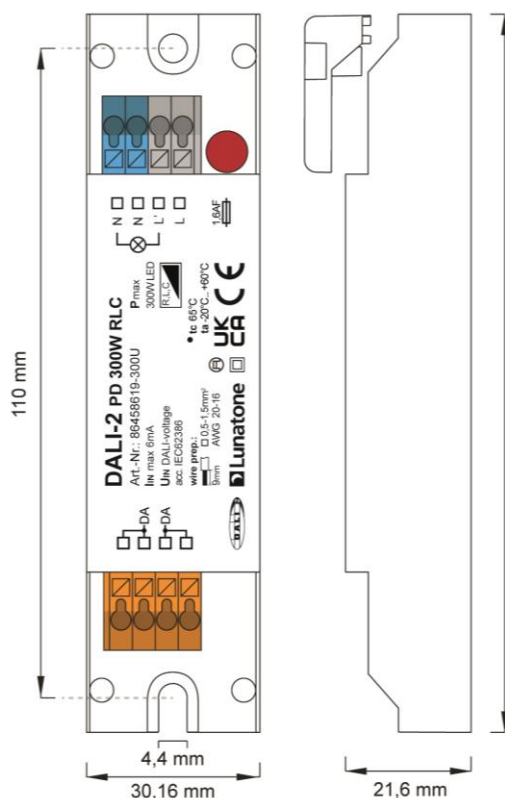 N
N
L'
L
1.6AF
DALI-2 PD 300W RLC
Art.-Nr.: 86458619-300U
IIN max 6mA
UIN DALI-voltage
acc. IEC62386
wire prep.:
0.5-1,5mm²
AWG 20-16
9mm
Lunatone
P max
300W LED
R,L,C
tc 65°C
ta -20°C... +60°C
UK
CA
CE
DALI
DA
DA
110 mm
4,4 mm
30,16 mm
21,6 mm